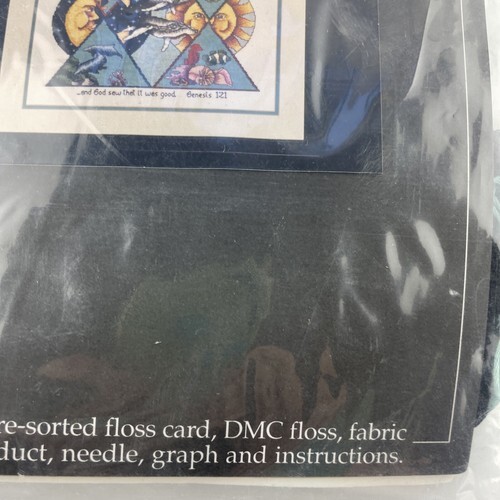 ...and God saw that it was good. Genesis 1:21
re-sorted floss card, DMC floss, fabric
duct, needle, graph and instructions.